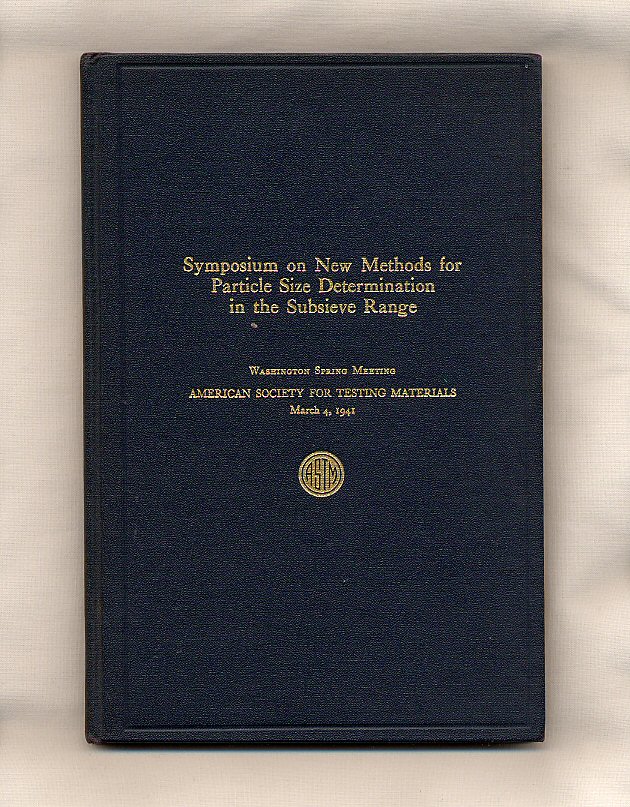 Symposium on New Methods for
Particle Size Determination
in the Subsieve Range
Washington Spring Meeting
AMERICAN SOCIETY FOR TESTING MATERIALS
March 4, 1941
ASTM